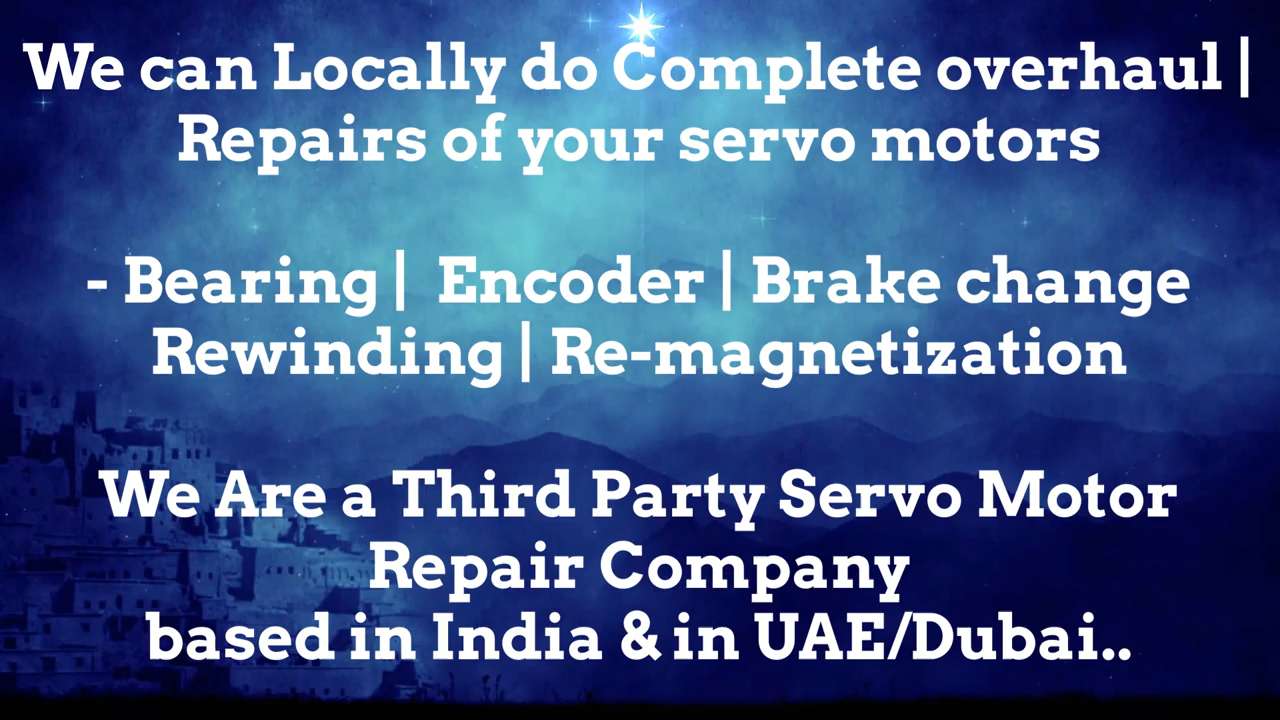 We can Locally do Complete overhaul |
Repairs of your servo motors
- Bearing |  Encoder | Brake change
Rewinding | Re-magnetization
We Are a Third Party Servo Motor
Repair Company
based in India & in UAE/Dubai..